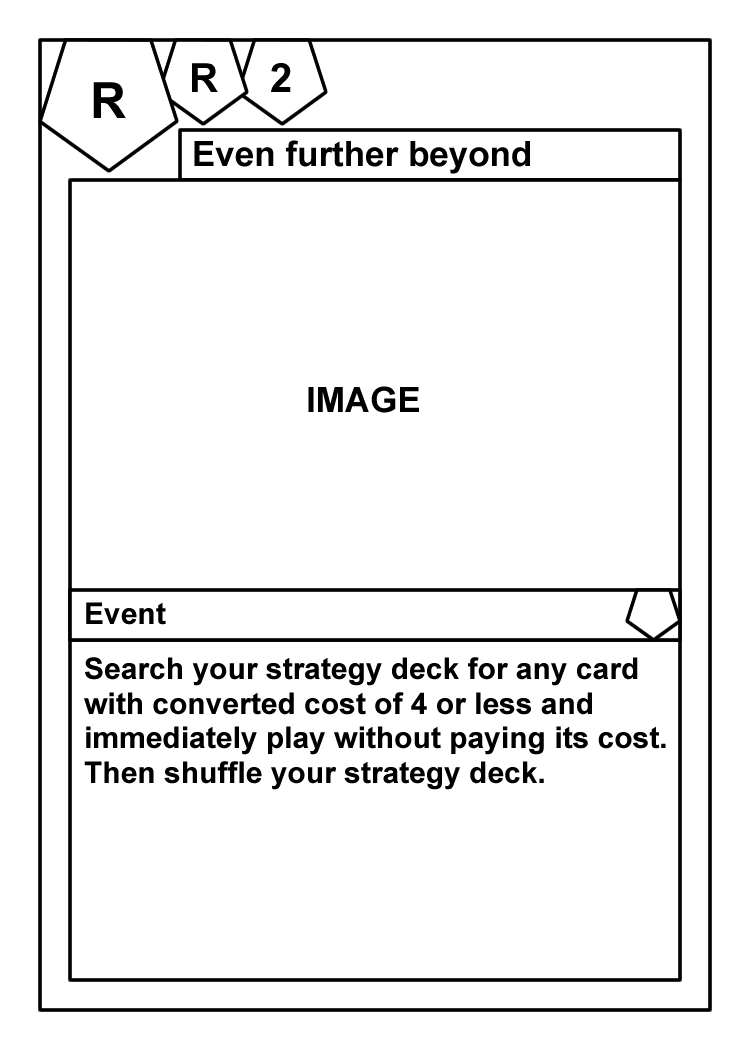 R R 2
Even further beyond
IMAGE
Event
Search your strategy deck for any card
with converted cost of 4 or less and
immediately play without paying its cost.
Then shuffle your strategy deck.